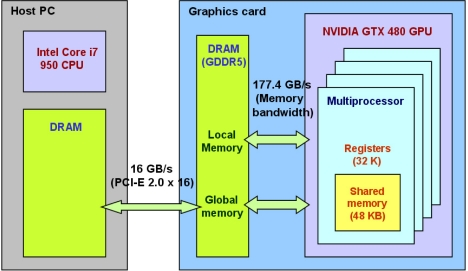 Host PC
Intel Core i7
950 CPU
DRAM
16 GB/s
(PCI-E 2.0 x 16)
Graphics card
DRAM
(GDDR5)
Local
Memory
Global
memory
177.4 GB/s
(Memory
bandwidth)
NVIDIA GTX 480 GPU
Multiprocessor
Registers
(32 K)
Shared
memory
(48 KB)